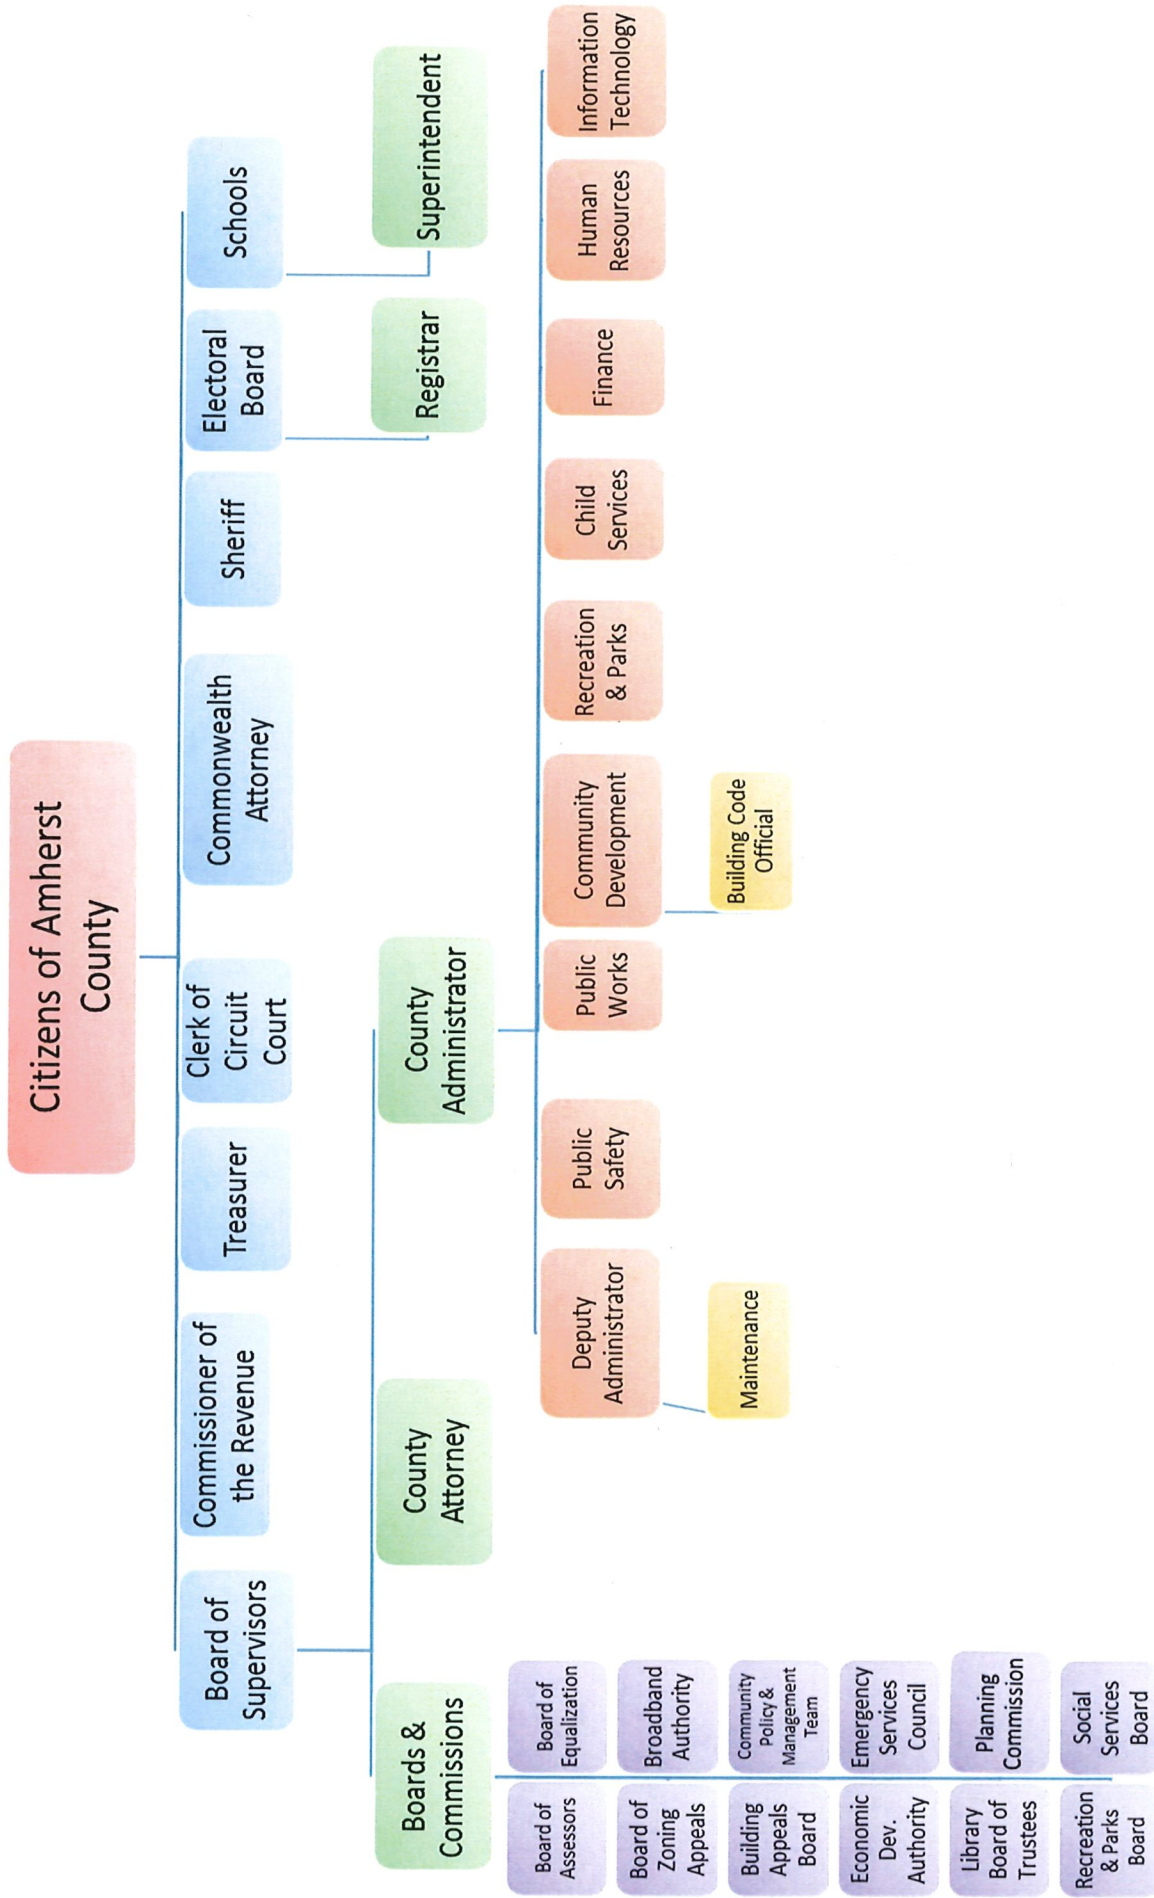 Citizens of Amherst
County
Board of
Supervisors
Commissioner of
the Revenue
Treasurer
Clerk of
Circuit
Court
Commonwealth
Attorney
Sheriff
Electoral
Board
Schools
Boards &
Commissions
County
Attorney
County
Administrator
Registrar
Superintendent
Deputy
Administrator
Public
Safety
Public
Works
Community
Development
Recreation
& Parks
Child
Services
Finance
Human
Resources
Information
Technology
Maintenance
Building Code
Official
Board of
Assessors
Board of
Equalization
Board of
Zoning
Appeals
Broadband
Authority
Building
Appeals
Board
Community
Policy &
Management
Team
Economic
Dev.
Authority
Emergency
Services
Council
Library
Board of
Trustees
Planning
Commission
Recreation
& Parks
Board
Social
Services
Board